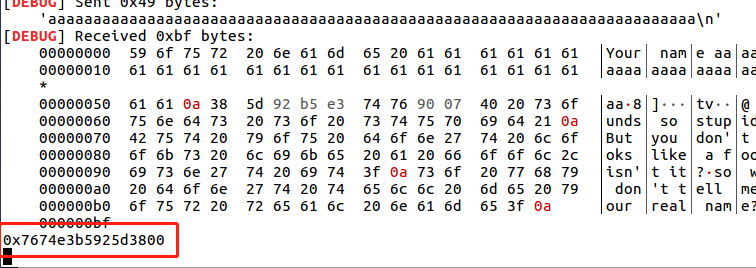 [DEBUG] Sent 0x49 bytes:
'aaaaaaaaaaaaaaaaaaaaaaaaaaaaaaaaaaaaaaaaaaaaaaaaaaaaaaaaaaaaaaaaaaaaaaaa\n'
[DEBUG] Received 0xbf bytes:
00000000 59 6f 75 72 20 6e 61 6d 65 20 61 61 61 61 61 61 │Your│ nam│e aa│aa
00000010 61 61 61 61 61 61 61 61 61 61 61 61 61 61 61 61 │aaaa│aaaa│aaaa│aa
*
00000050 61 61 0a 38 5d 92 b5 e3 74 76 90 07 40 20 73 6f │aa·8│]···│tv··│@
00000060 75 6e 64 73 20 73 6f 20 73 74 75 70 69 64 21 0a │unds│ so │stup│id
00000070 42 75 74 20 79 6f 75 20 64 6f 6e 27 74 20 6c 6f │But │you │don'│t
00000080 6f 6b 73 20 6c 69 6b 65 20 61 20 66 6f 6f 6c 2c │oks │like│ a f│oo
00000090 69 73 6e 27 74 20 69 74 3f 0a 73 6f 20 77 68 79 │isn'│t it│?·so│ w
000000a0 20 64 6f 6e 27 74 20 74 65 6c 6c 20 6d 65 20 79 │ don│'t t│ell │me
000000b0 6f 75 72 20 72 65 61 6c 20 6e 61 6d 65 3f 0a │our │real│ nam│e?
000000bf
0x7674e3b5925d3800